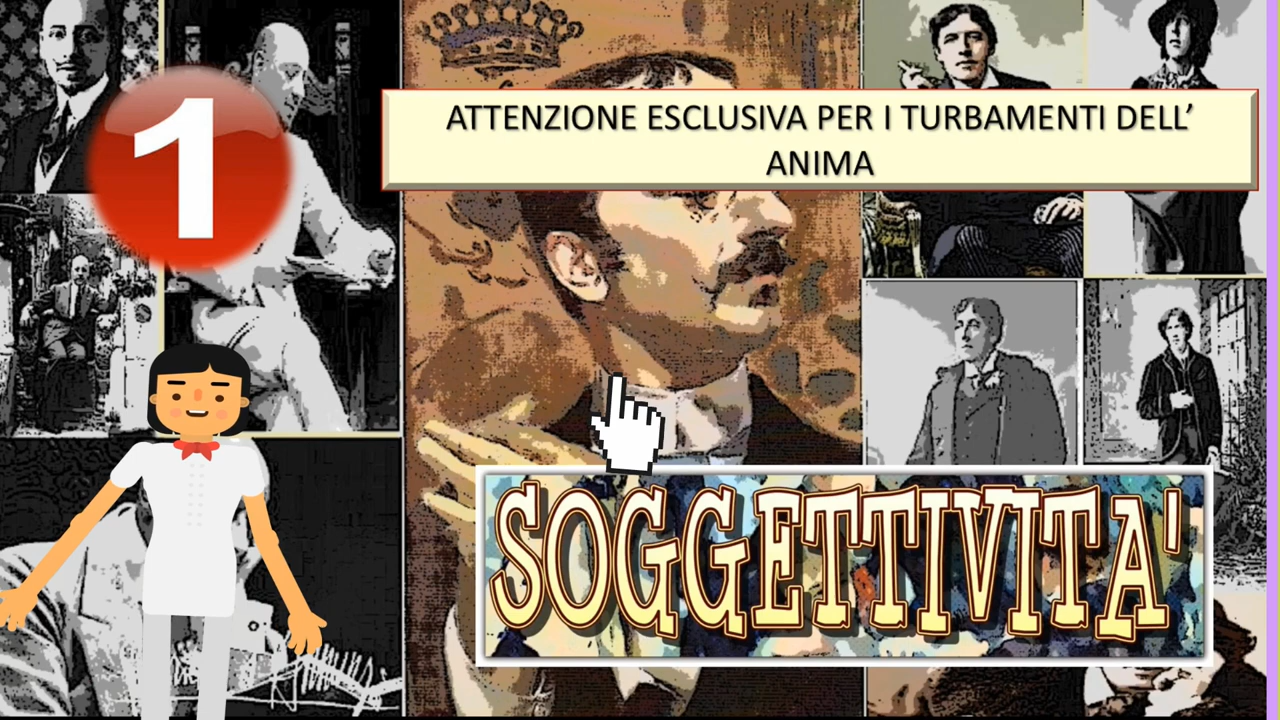 1
ATTENZIONE ESCLUSIVA PER I TURBAMENTI DELL’
ANIMA
SOGGETTIVITA'